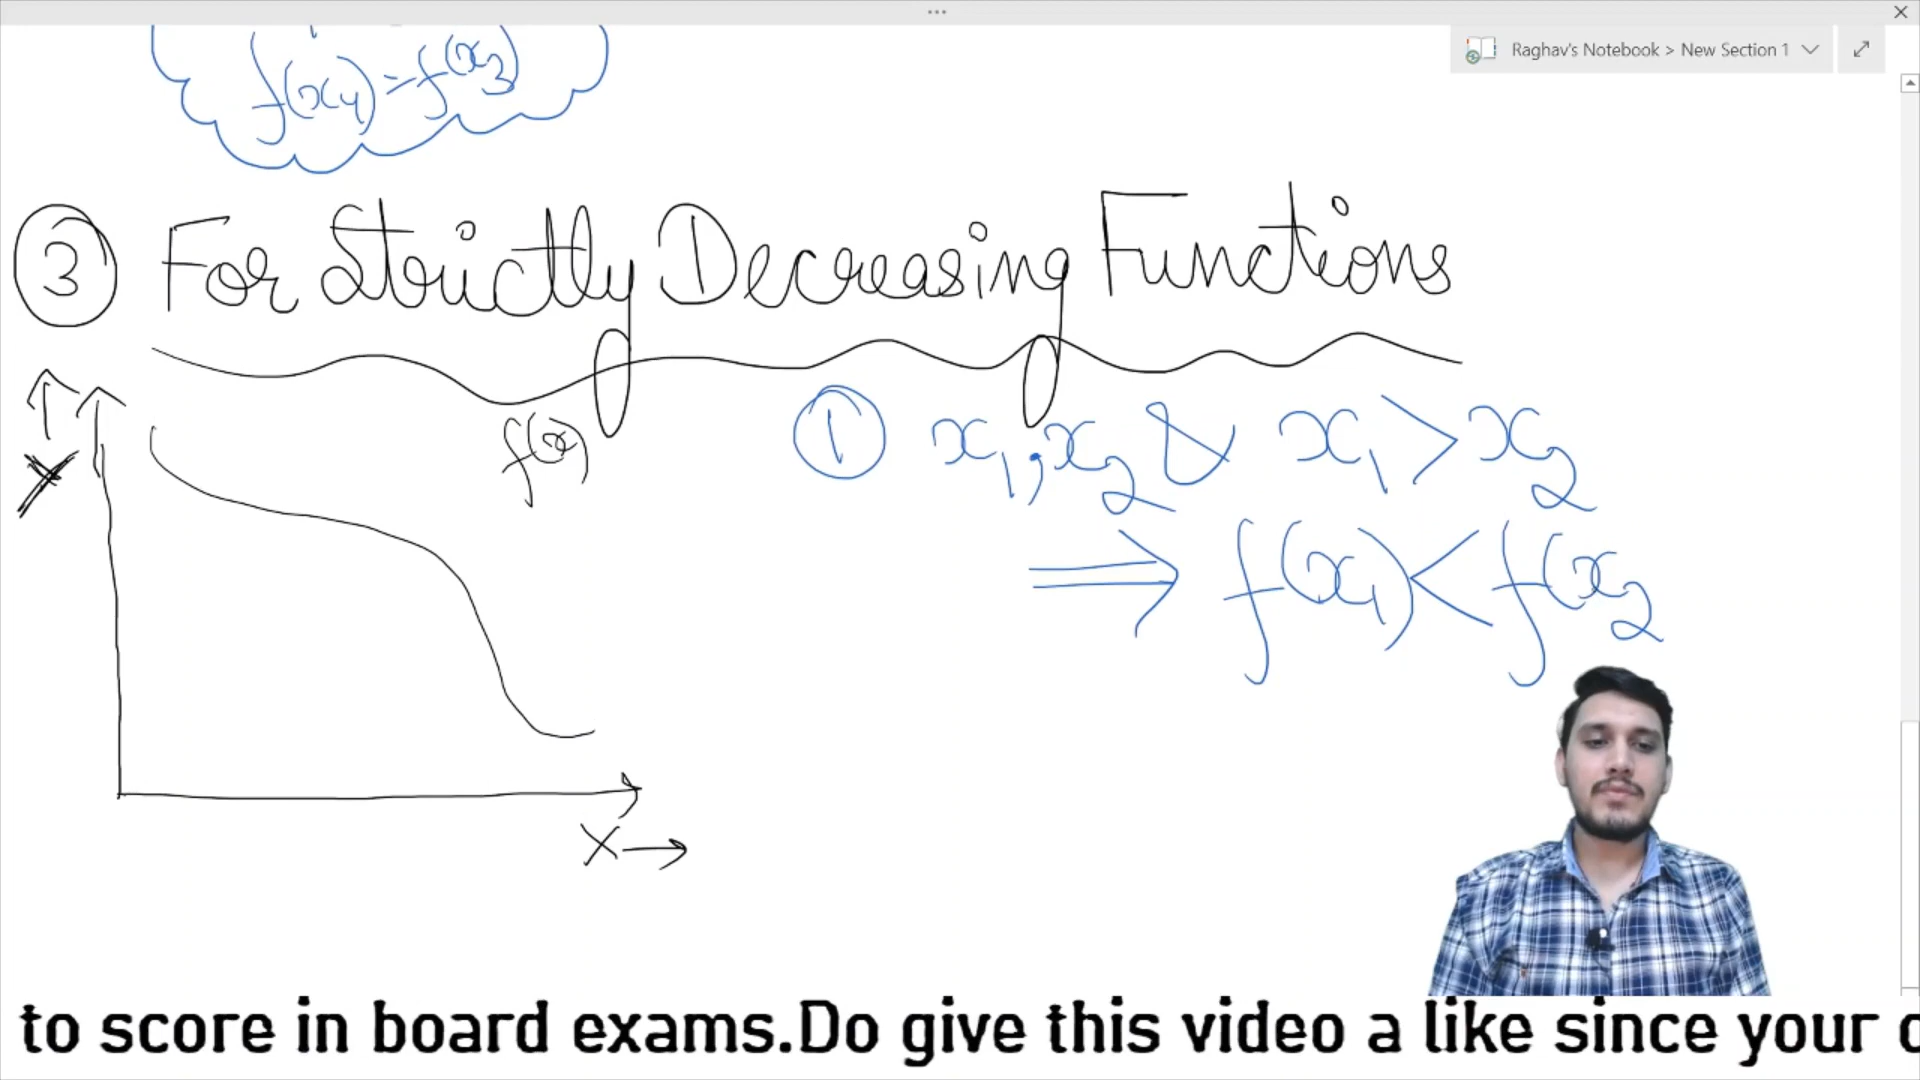 Raghav's Notebook > New Section 1
f(x4) = f(x3)
③ For Strictly Decreasing Functions
f(x)
① x1, x2 & x1 > x2
⇒ f(x1) < f(x2
X →
to score in board exams.Do give this video a like since your